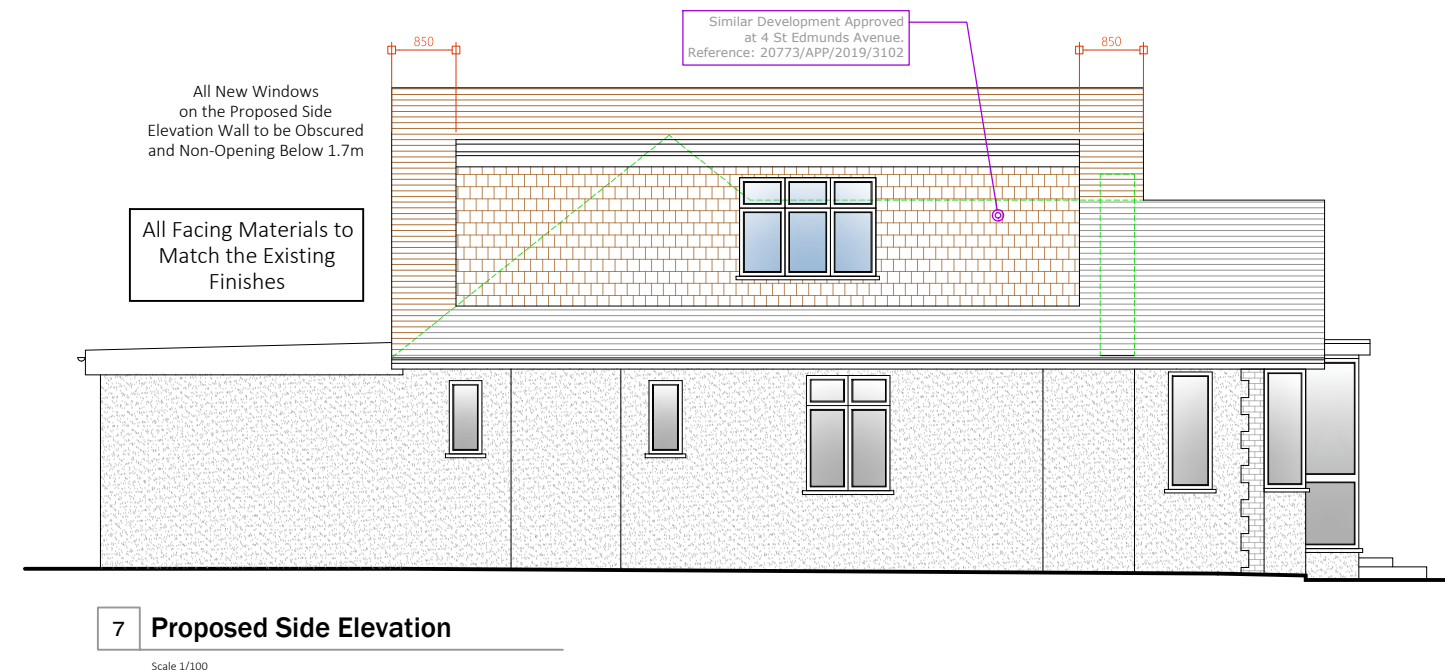 Similar Development Approved
at 4 St Edmunds Avenue.
Reference: 20773/APP/2019/3102
850
850
All New Windows
on the Proposed Side
Elevation Wall to be Obscured
and Non-Opening Below 1.7m
All Facing Materials to
Match the Existing
Finishes
7 Proposed Side Elevation
Scale 1/100